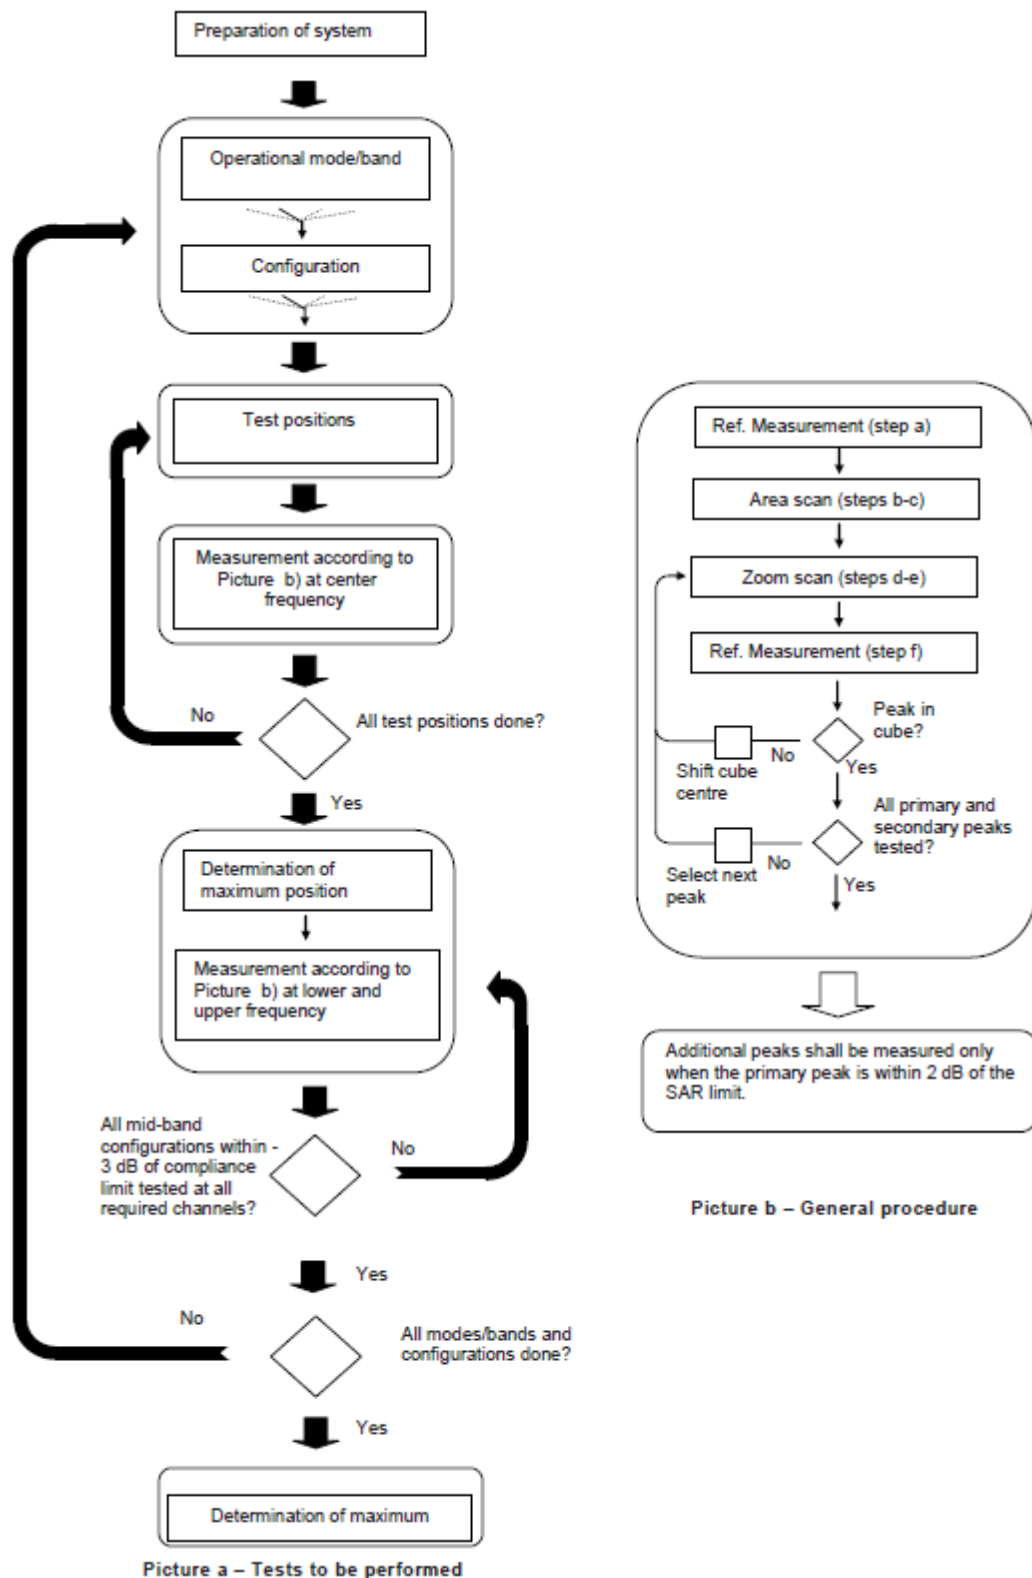 Preparation of system
Operational mode/band
Configuration
Test positions
Measurement according to
Picture b) at center
frequency
No
All test positions done?
Yes
Determination of
maximum position
Measurement according to
Picture b) at lower and
upper frequency
All mid-band
configurations within -
3 dB of compliance
limit tested at all
required channels?
No
Yes
No
All modes/bands and
configurations done?
Yes
Determination of maximum
Picture a – Tests to be performed
Ref. Measurement (step a)
Area scan (steps b-c)
Zoom scan (steps d-e)
Ref. Measurement (step f)
Peak in
cube?
No
Shift cube
centre
Yes
All primary and
secondary peaks
tested?
No
Select next
peak
Yes
Additional peaks shall be measured only
when the primary peak is within 2 dB of the
SAR limit.
Picture b – General procedure